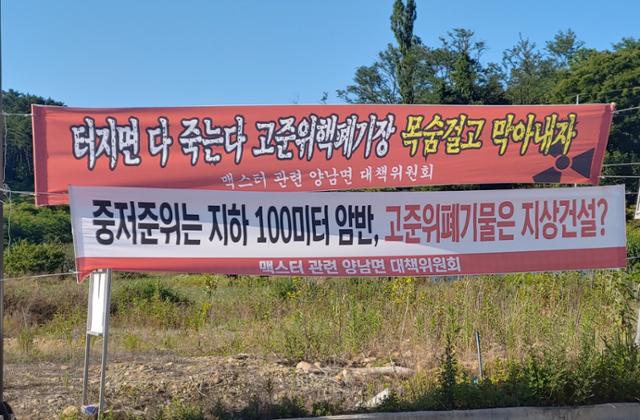 터지면 다 죽는다 고준위핵폐기장 목숨걸고 막아내자
맥스터 관련 양남면 대책위원회
중저준위는 지하 100미터 암반, 고준위폐기물은 지상건설?
맥스터 관련 양남면 대책위원회